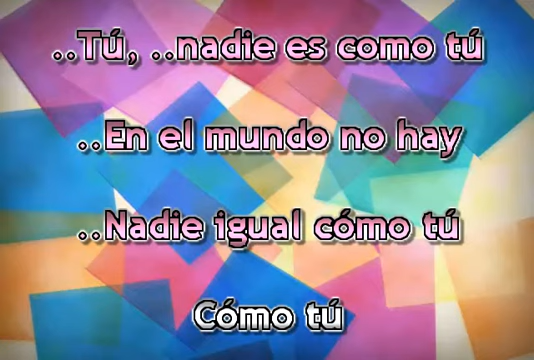 ..Tú, ..nadie es como tú
..En el mundo no hay
..Nadie igual cómo tú
Cómo tú